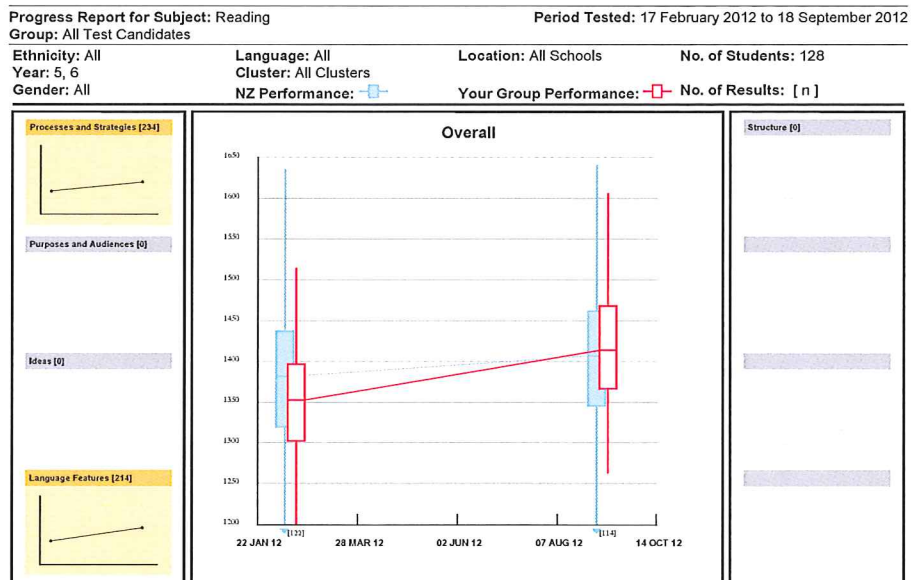 Progress Report for Subject: Reading
Period Tested: 17 February 2012 to 18 September 2012
Group: All Test Candidates
Ethnicity: All
Language: All
Location: All Schools
No. of Students: 128
Year: 5, 6
Cluster: All Clusters
Gender: All
NZ Performance:
Your Group Performance:
No. of Results: [ n ]
Processes and Strategies [234]
Overall
Structure [0]
1650
1600
Purposes and Audiences [0]
1550
1500
1450
Ideas [0]
1400
1350
1300
Language Features [214]
1250
1200
[122]
[114]
22 JAN 12
28 MAR 12
02 JUN 12
07 AUG 12
14 OCT 12